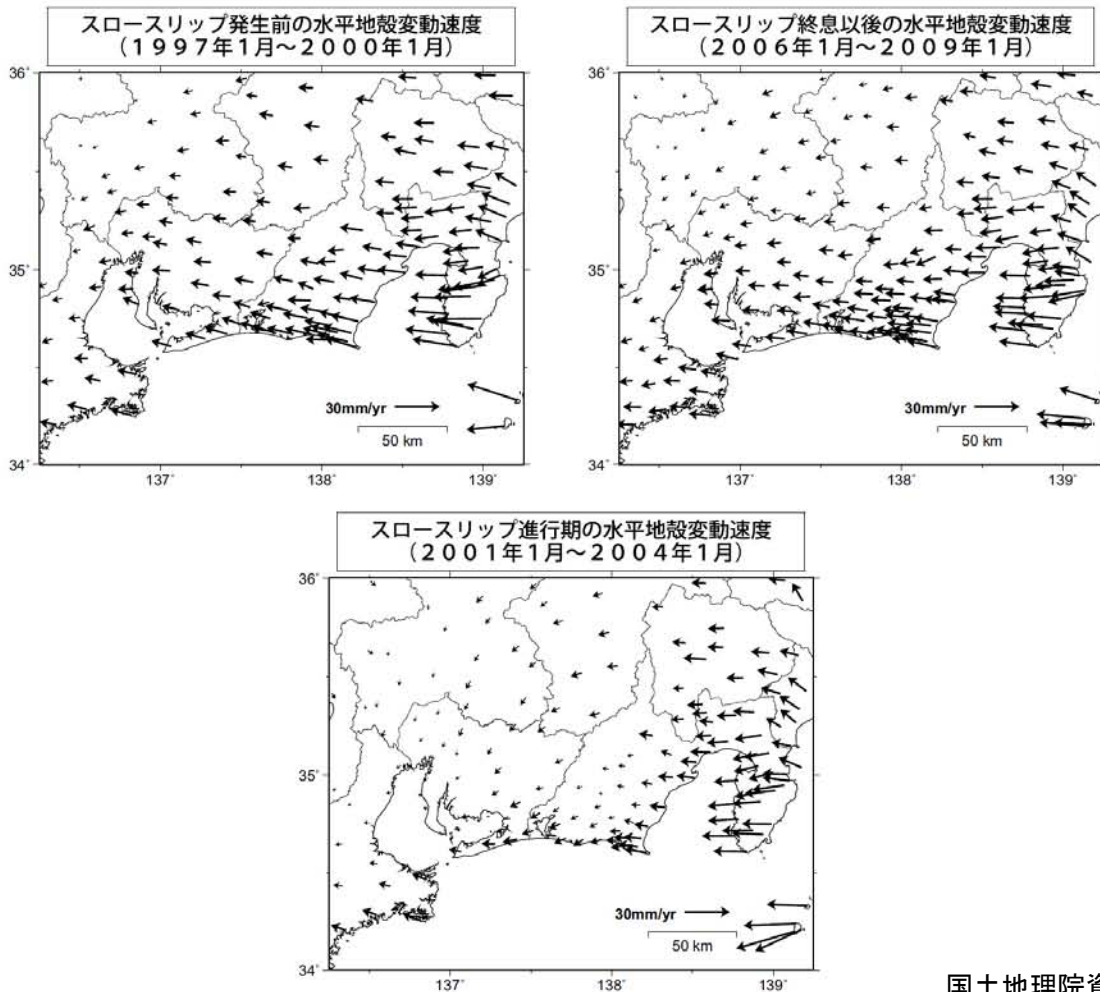 スロースリップ発生前の水平地殻変動速度
（１９９７年１月～２０００年１月）
36°
35°
34°
137°
138°
139°
30mm/yr
50 km
スロースリップ終息以後の水平地殻変動速度
（２００６年１月～２００９年１月）
36°
35°
34°
137°
138°
139°
30mm/yr
50 km
スロースリップ進行期の水平地殻変動速度
（２００１年１月～２００４年１月）
36°
35°
34°
137°
138°
139°
30mm/yr
50 km
国土地理院資